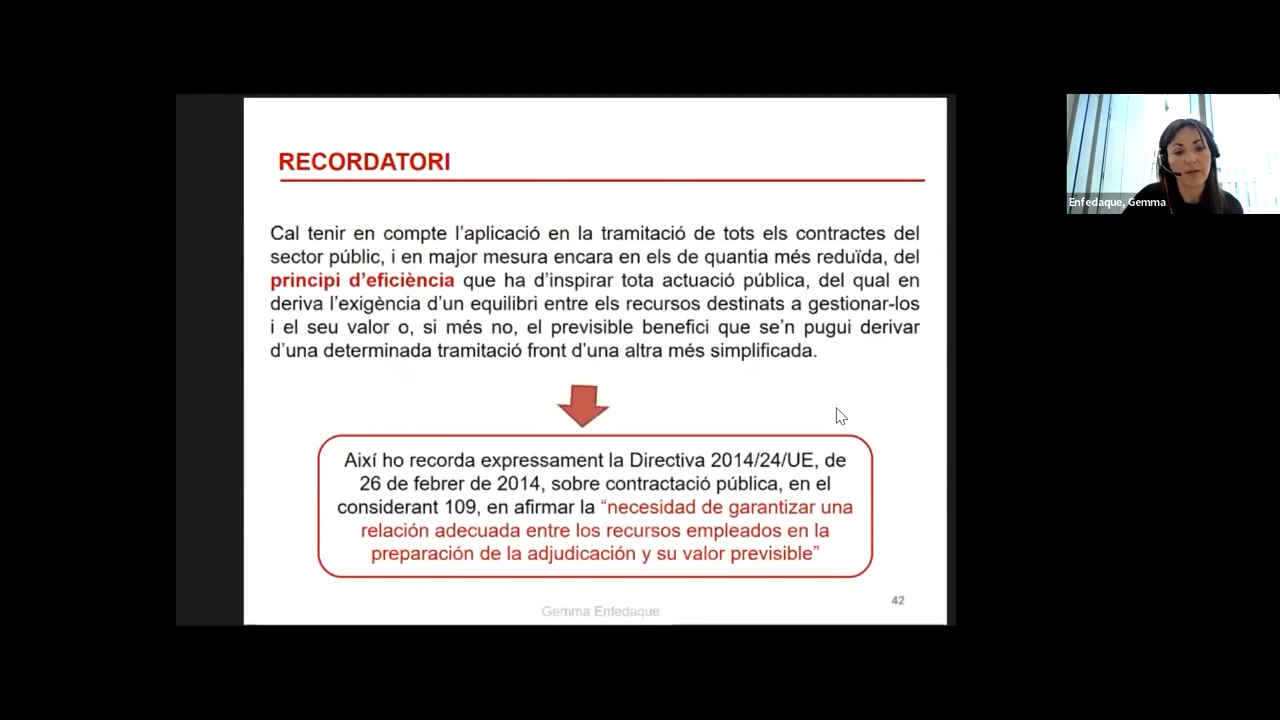 RECORDATORI
Cal tenir en compte l’aplicació en la tramitació de tots els contractes del
sector públic, i en major mesura encara en els de quantia més reduïda, del
principi d’eficiència que ha d’inspirar tota actuació pública, del qual en
deriva l’exigència d’un equilibri entre els recursos destinats a gestionar-los
i el seu valor o, si més no, el previsible benefici que se’n pugui derivar
d’una determinada tramitació front d’una altra més simplificada.
Així ho recorda expressament la Directiva 2014/24/UE, de
26 de febrer de 2014, sobre contractació pública, en el
considerant 109, en afirmar la “necesidad de garantizar una
relación adecuada entre los recursos empleados en la
preparación de la adjudicación y su valor previsible”
42
Gemma Enfedaque
Enfedaque, Gemma